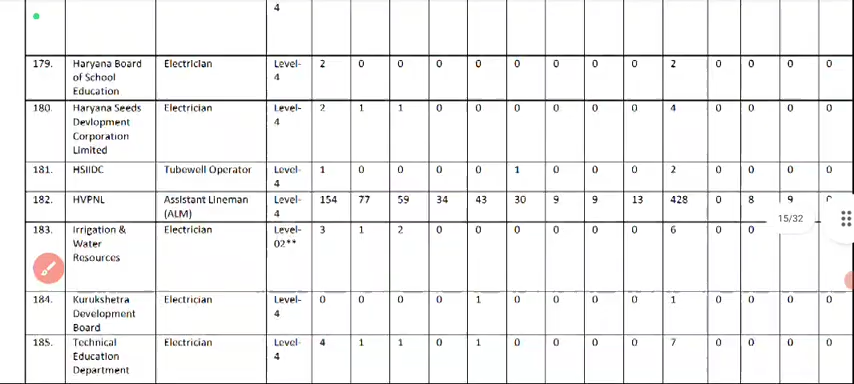 4
179. Haryana Board of School Education Electrician Level-4 2 0 0 0 0 0 0 0 0 2 0 0 0 0
180. Haryana Seeds Devlopment Corporation Limited Electrician Level-4 2 1 1 0 0 0 0 0 0 4 0 0 0 0
181. HSIIDC Tubewell Operator Level-4 1 0 0 0 0 1 0 0 0 2 0 0 0 0
182. HVPNL Assistant Lineman (ALM) Level-4 154 77 59 34 43 30 9 9 13 428 0 8 9
15/32
183. Irrigation & Water Resources Electrician Level-02** 3 1 2 0 0 0 0 0 0 6 0 0
184. Kurukshetra Development Board Electrician Level-4 0 0 0 0 1 0 0 0 0 1 0 0 0 0
185. Technical Education Department Electrician Level-4 4 1 1 0 1 0 0 0 0 7 0 0 0 0